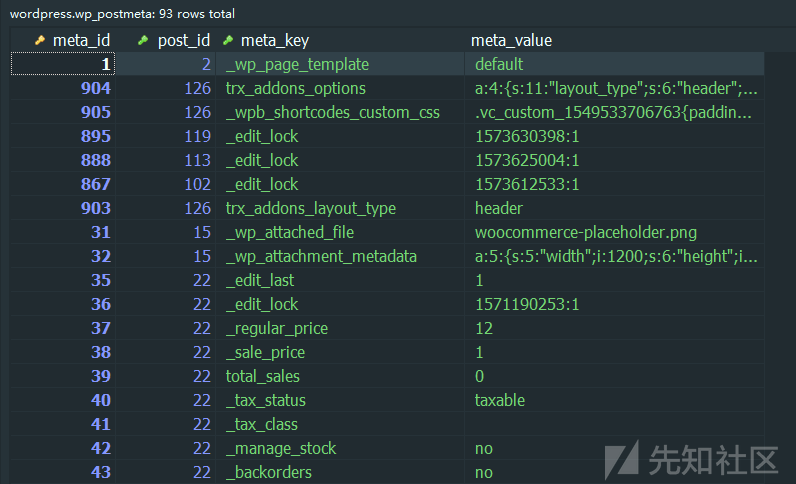 wordpress.wp_postmeta: 93 rows total
meta_id post_id meta_key meta_value
1 2 _wp_page_template default
904 126 trx_addons_options a:4:{s:11:"layout_type";s:6:"header";...
905 126 _wpb_shortcodes_custom_css .vc_custom_1549533706763{paddin...
895 119 _edit_lock 1573630398:1
888 113 _edit_lock 1573625004:1
867 102 _edit_lock 1573612533:1
903 126 trx_addons_layout_type header
31 15 _wp_attached_file woocommerce-placeholder.png
32 15 _wp_attachment_metadata a:5:{s:5:"width";i:1200;s:6:"height";i...
35 22 _edit_last 1
36 22 _edit_lock 1571190253:1
37 22 _regular_price 12
38 22 _sale_price 1
39 22 total_sales 0
40 22 _tax_status taxable
41 22 _tax_class
42 22 _manage_stock no
43 22 _backorders no
先知社区